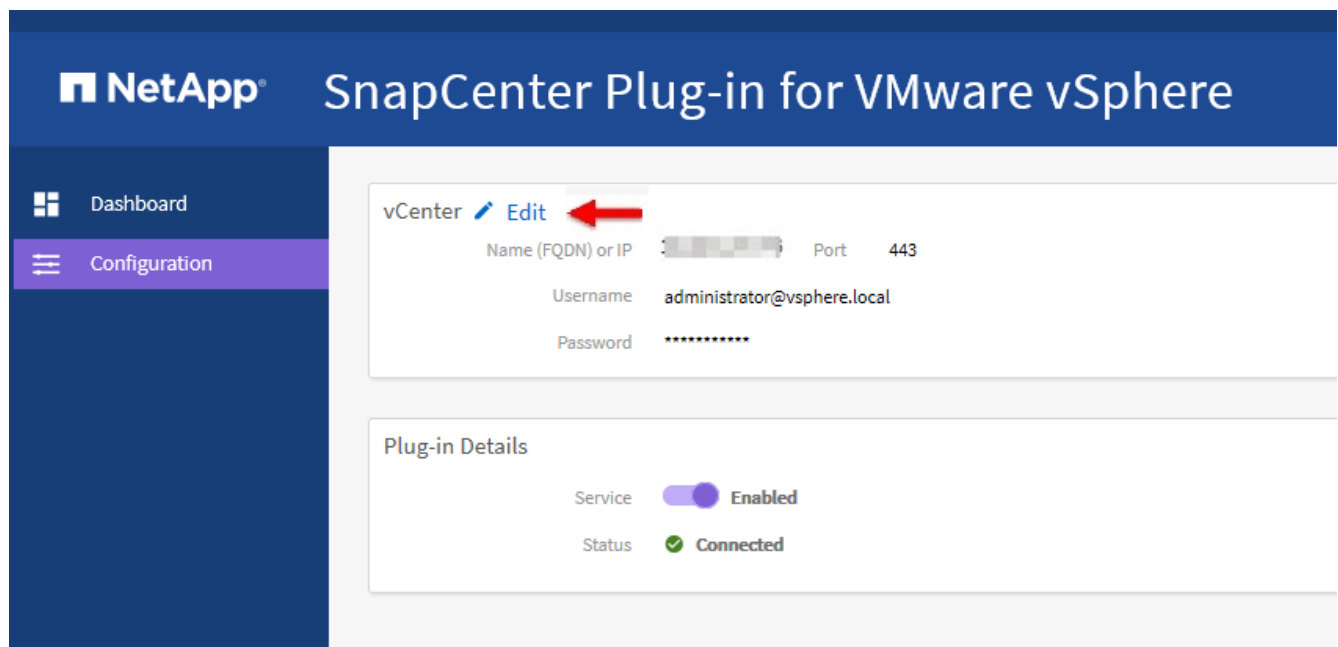 NetApp® SnapCenter Plug-in for VMware vSphere
Dashboard
Configuration
vCenter Edit
Name (FQDN) or IP Port 443
Username administrator@vsphere.local
Password ***********
Plug-in Details
Service Enabled
Status Connected